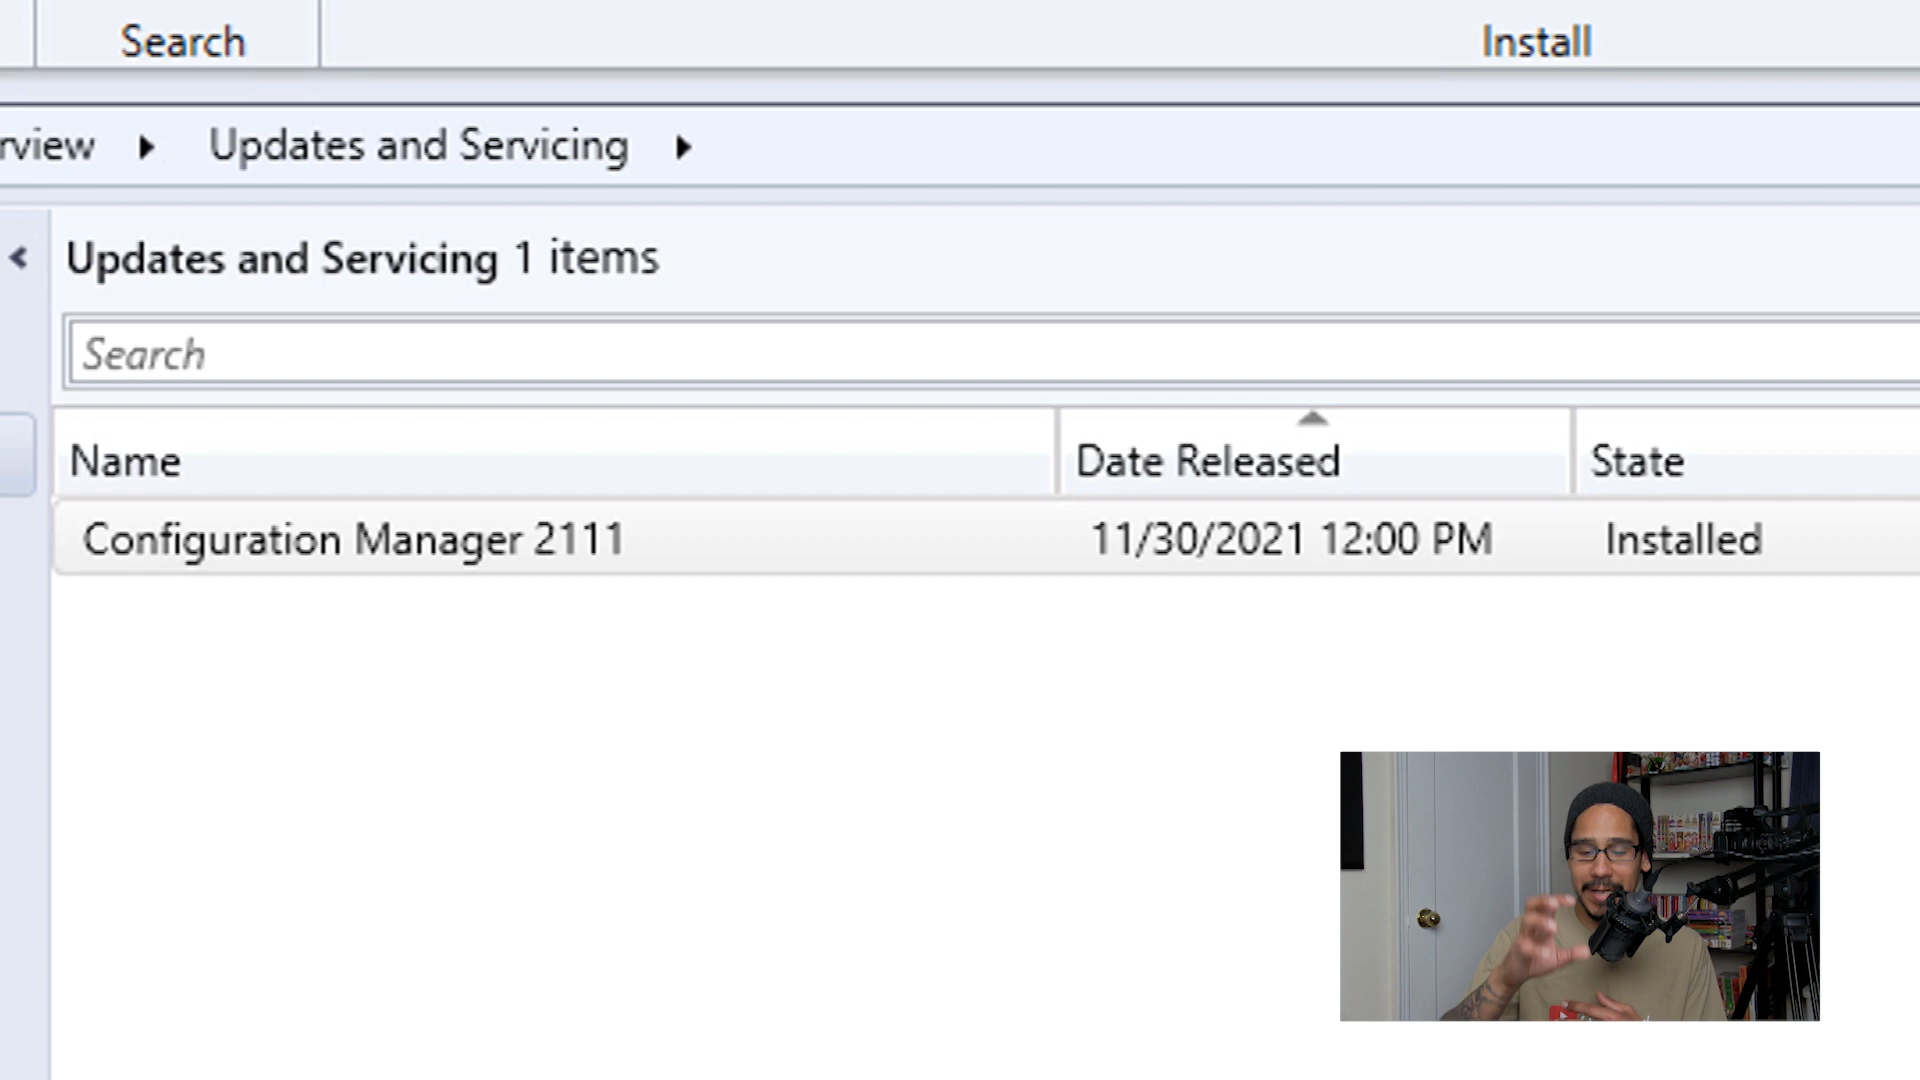 Search
Install
rview
Updates and Servicing
Updates and Servicing 1 items
Search
Name
Date Released
State
Configuration Manager 2111
11/30/2021 12:00 PM
Installed